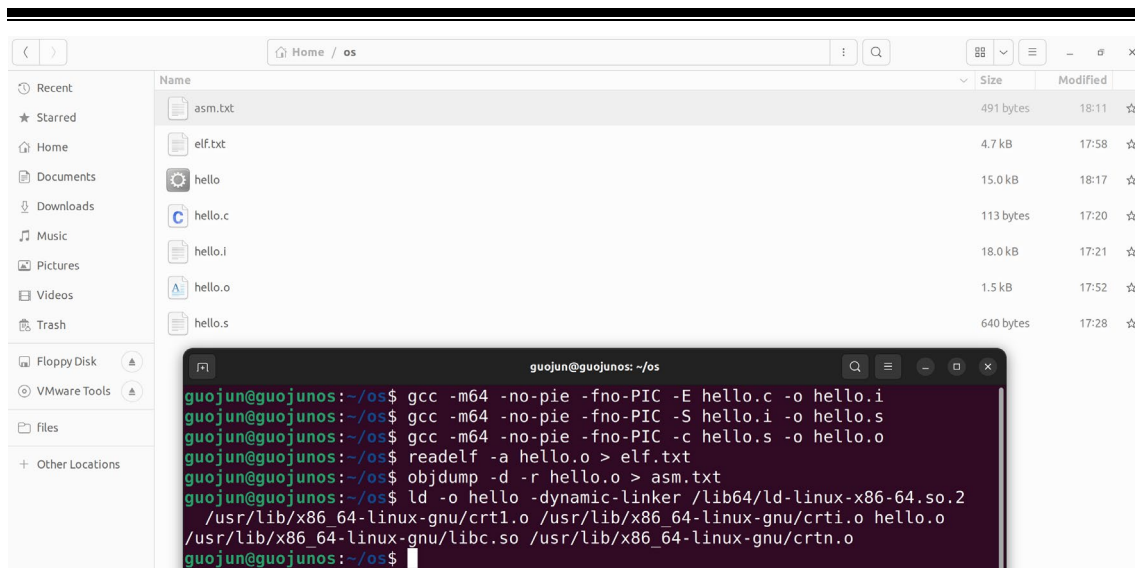 Home / os
Recent
Name Size Modified
asm.txt 491 bytes 18:11
Starred
elf.txt 4.7 kB 17:58
Home
Documents
hello 15.0 kB 18:17
Downloads
hello.c 113 bytes 17:20
Music
hello.i 18.0 kB 17:21
Pictures
hello.o 1.5 kB 17:52
Videos
Trash
hello.s 640 bytes 17:28
Floppy Disk
VMware Tools
files
Other Locations
guojun@guojunos: ~/os
guojun@guojunos:~/os$ gcc -m64 -no-pie -fno-PIC -E hello.c -o hello.i
guojun@guojunos:~/os$ gcc -m64 -no-pie -fno-PIC -S hello.i -o hello.s
guojun@guojunos:~/os$ gcc -m64 -no-pie -fno-PIC -c hello.s -o hello.o
guojun@guojunos:~/os$ readelf -a hello.o > elf.txt
guojun@guojunos:~/os$ objdump -d -r hello.o > asm.txt
guojun@guojunos:~/os$ ld -o hello -dynamic-linker /lib64/ld-linux-x86-64.so.2
/usr/lib/x86_64-linux-gnu/crt1.o /usr/lib/x86_64-linux-gnu/crti.o hello.o
/usr/lib/x86_64-linux-gnu/libc.so /usr/lib/x86_64-linux-gnu/crtn.o
guojun@guojunos:~/os$